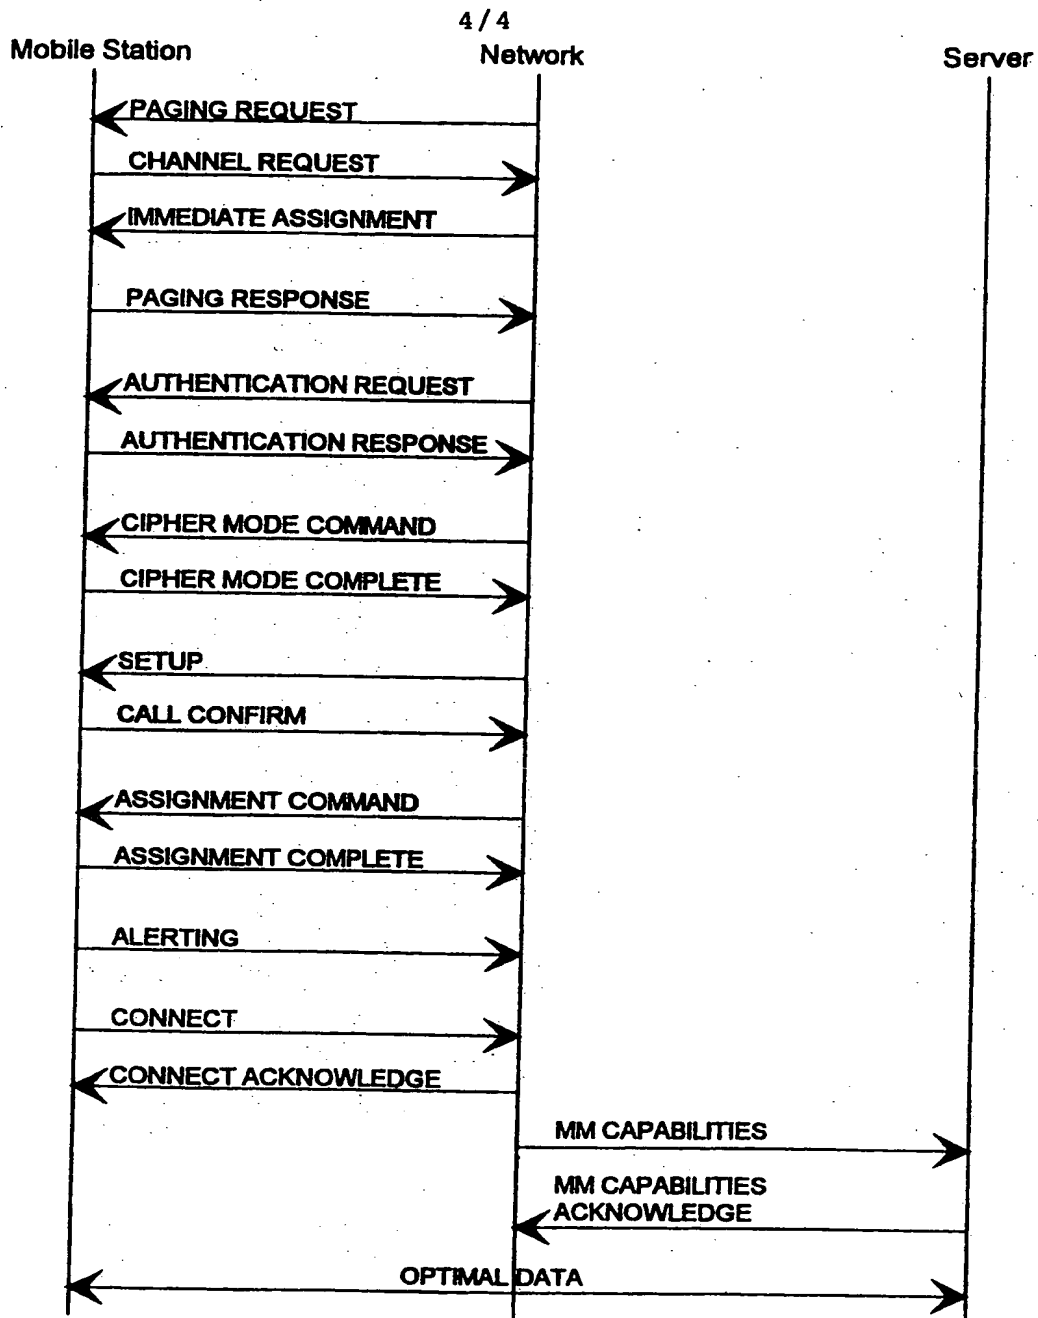 4/4
Mobile Station
Network
Server
PAGING REQUEST
CHANNEL REQUEST
IMMEDIATE ASSIGNMENT
PAGING RESPONSE
AUTHENTICATION REQUEST
AUTHENTICATION RESPONSE
CIPHER MODE COMMAND
CIPHER MODE COMPLETE
SETUP
CALL CONFIRM
ASSIGNMENT COMMAND
ASSIGNMENT COMPLETE
ALERTING
CONNECT
CONNECT ACKNOWLEDGE
MM CAPABILITIES
MM CAPABILITIES
ACKNOWLEDGE
OPTIMAL DATA